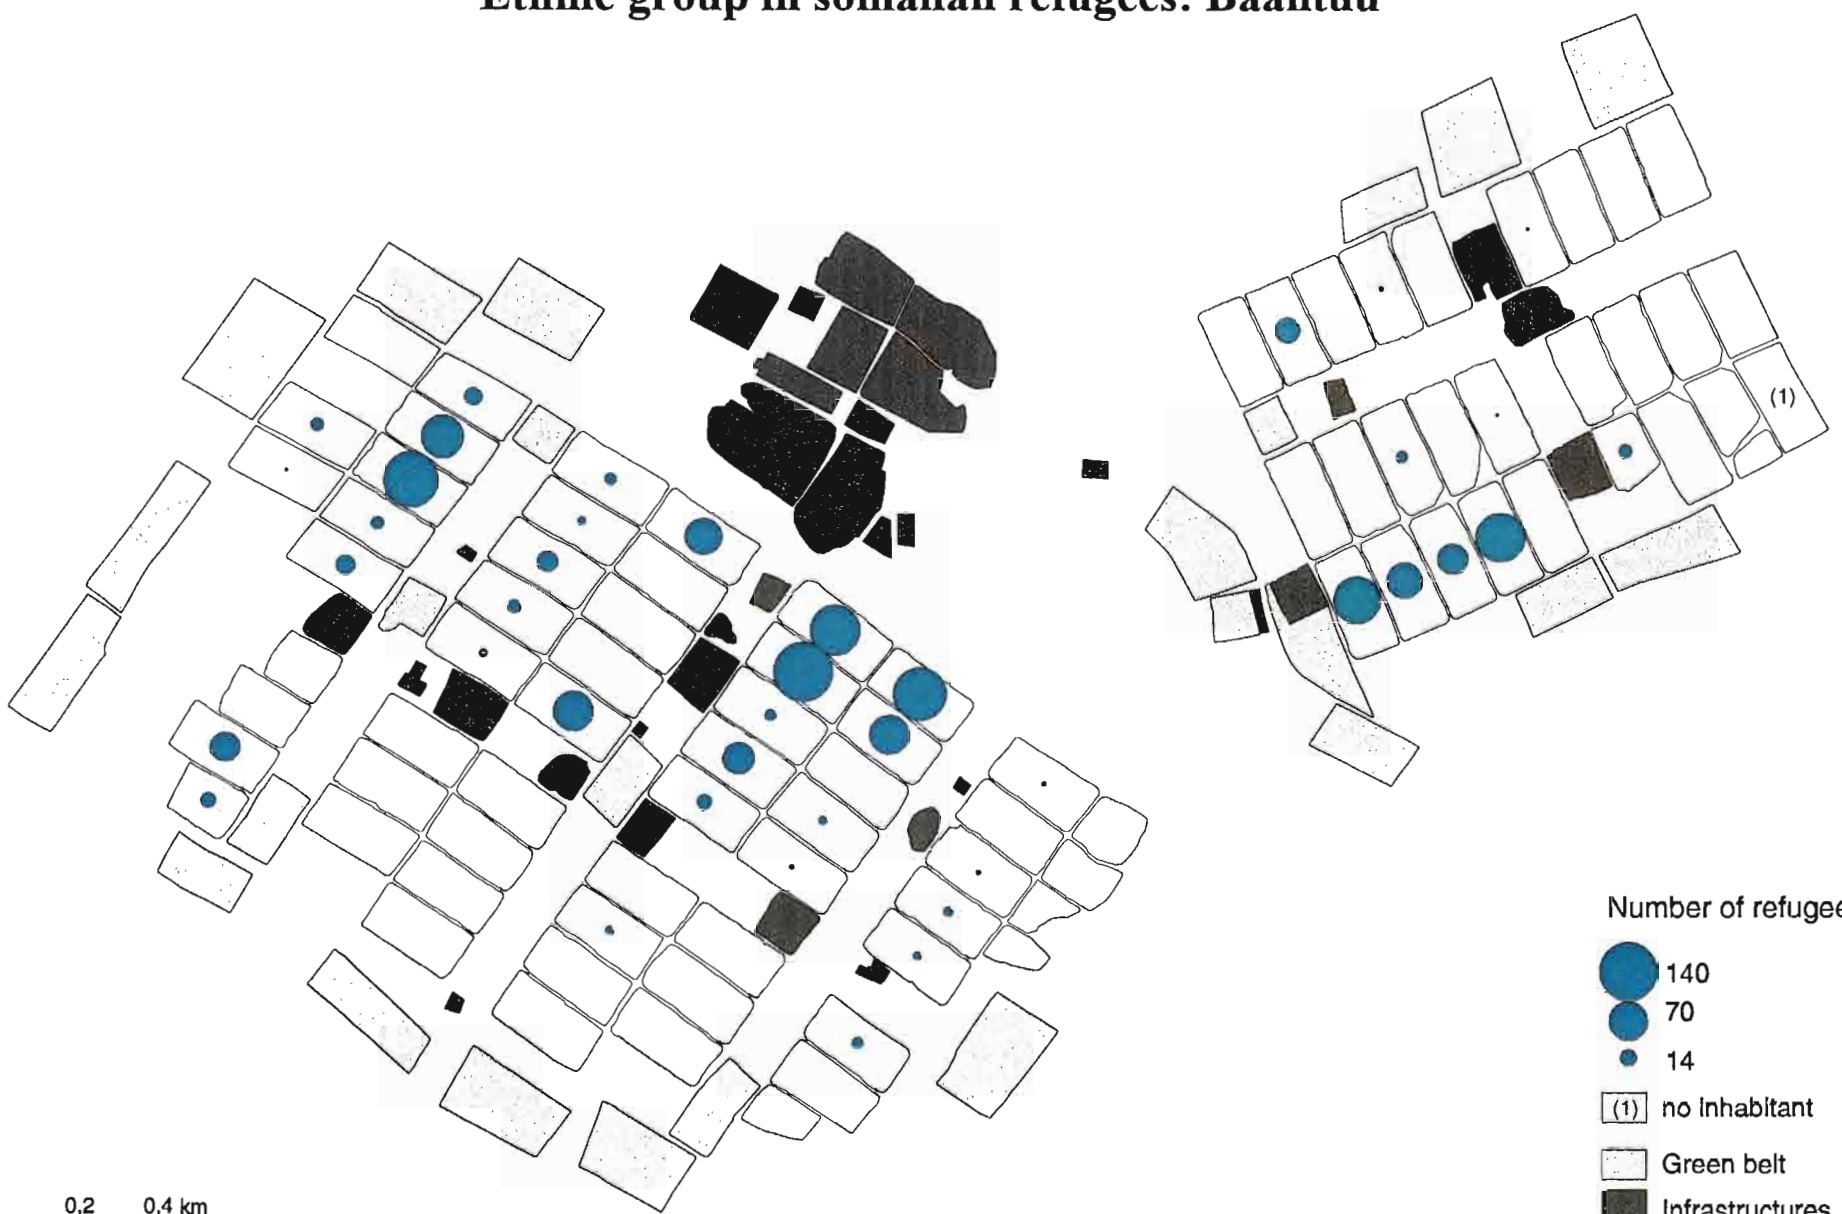 Ethnic group in somalian refugees: Baantuu
(1)
Number of refugee
140
70
14
(1) no inhabitant
Green belt
Infrastructures
0,2 0,4 km